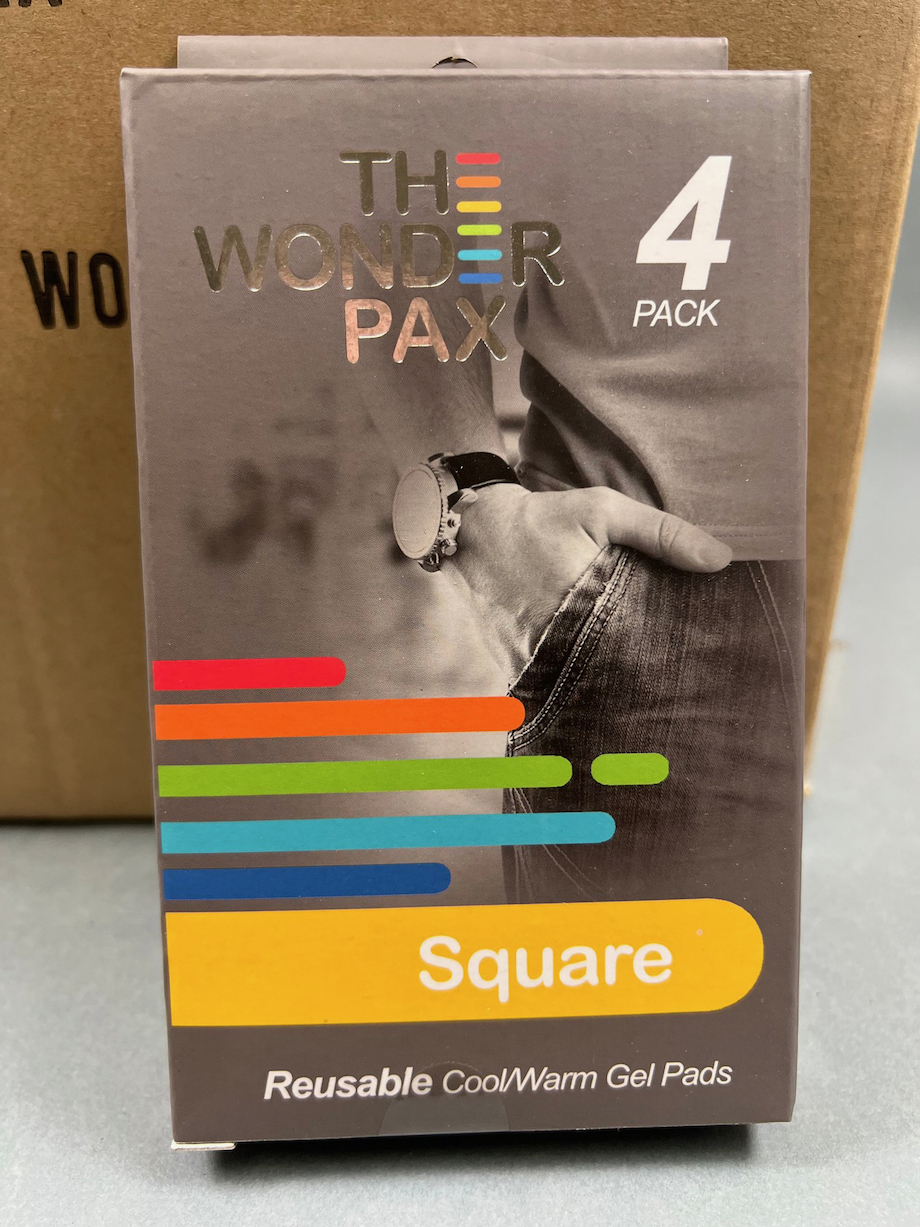 THE
WONDER
PAX
4
PACK
WO
Square
Reusable Cool/Warm Gel Pads